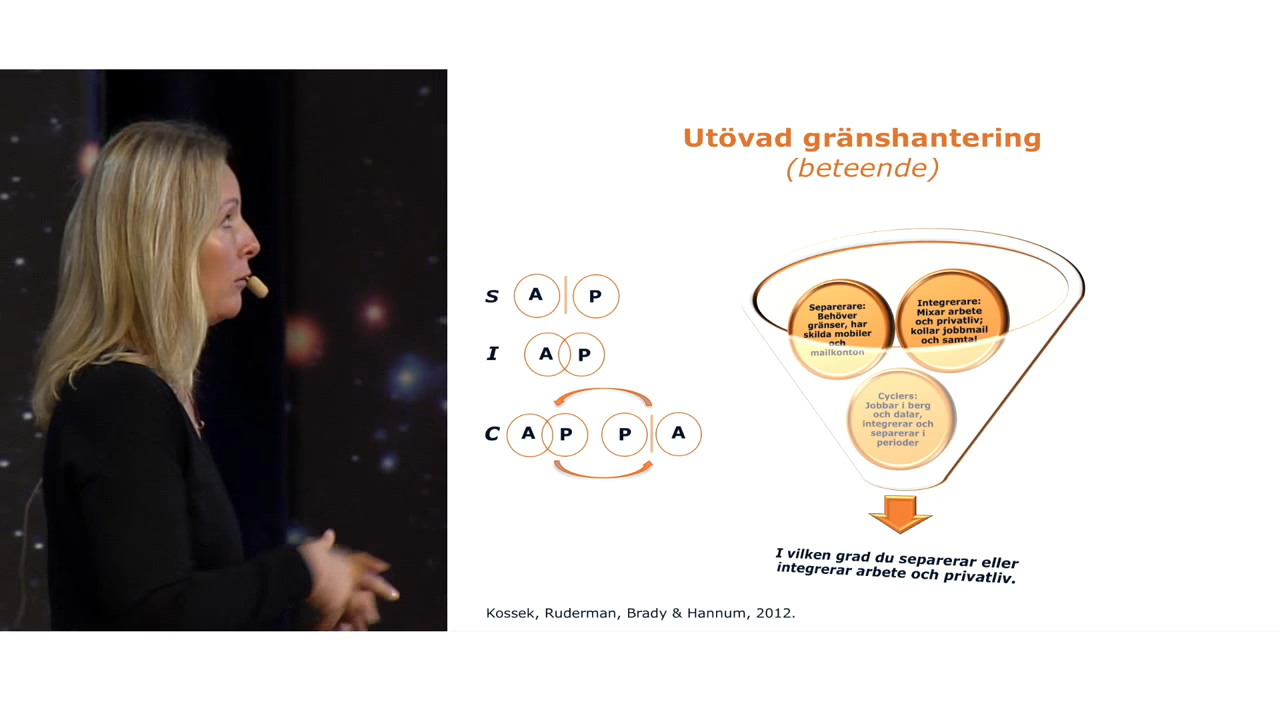 Utövad gränshantering
(beteende)
S A P
I A P
C A P P A
Separerare:
Behöver
gränser, har
skilda mobiler
och
mailkonton
Integrerare:
Mixar arbete
och privatliv;
kollar jobbmail
och samtal
Cyclers:
Jobbar i berg
och dalar,
integrerar och
separerar i
perioder
I vilken grad du separerar eller
integrerar arbete och privatliv.
Kossek, Ruderman, Brady & Hannum, 2012.